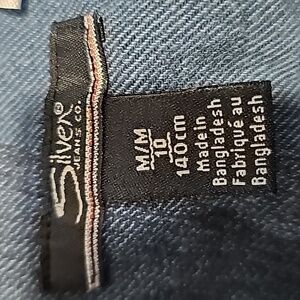 Silver®
JEANS CO.
M/M
10
140cm
Made in
Bangladesh
Fabriqué au
Bangladesh